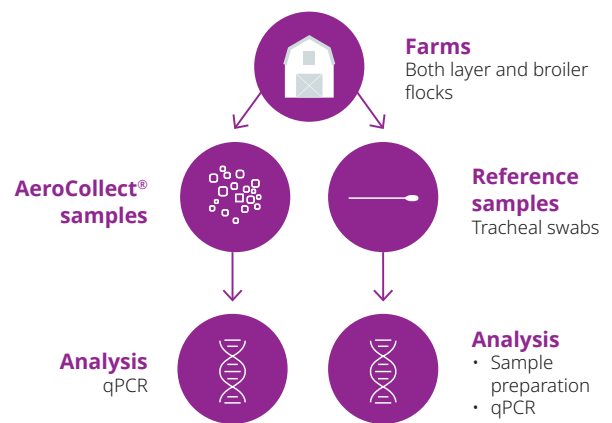 Farms
Both layer and broiler
flocks
AeroCollect®
samples
Reference
samples
Tracheal swabs
Analysis
qPCR
Analysis
• Sample
preparation
• qPCR